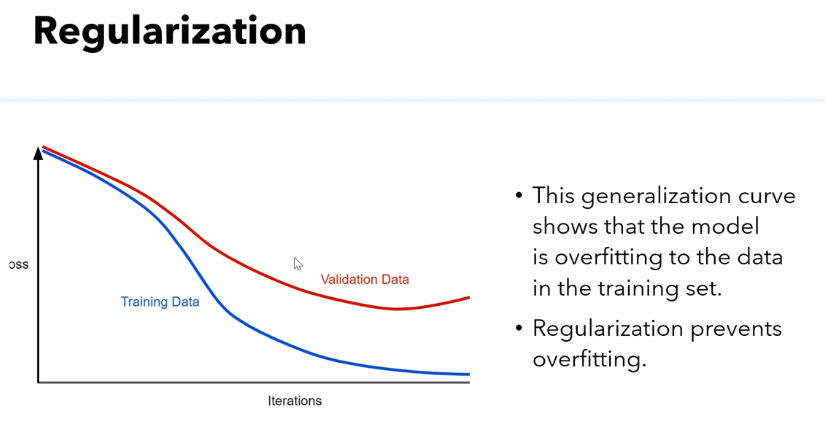 Regularization
oss
Validation Data
Training Data
Iterations
• This generalization curve
shows that the model
is overfitting to the data
in the training set.
• Regularization prevents
overfitting.